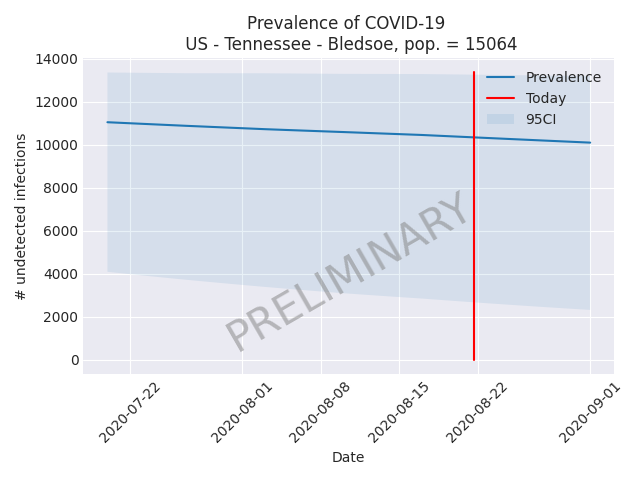 Prevalence of COVID-19
US - Tennessee - Bledsoe, pop. = 15064
14000
12000
10000
8000
6000
4000
2000
0
# undetected infections
Prevalence
Today
95CI
PRELIMINARY
2020-07-22
2020-08-01
2020-08-08
2020-08-15
2020-08-22
2020-09-01
Date